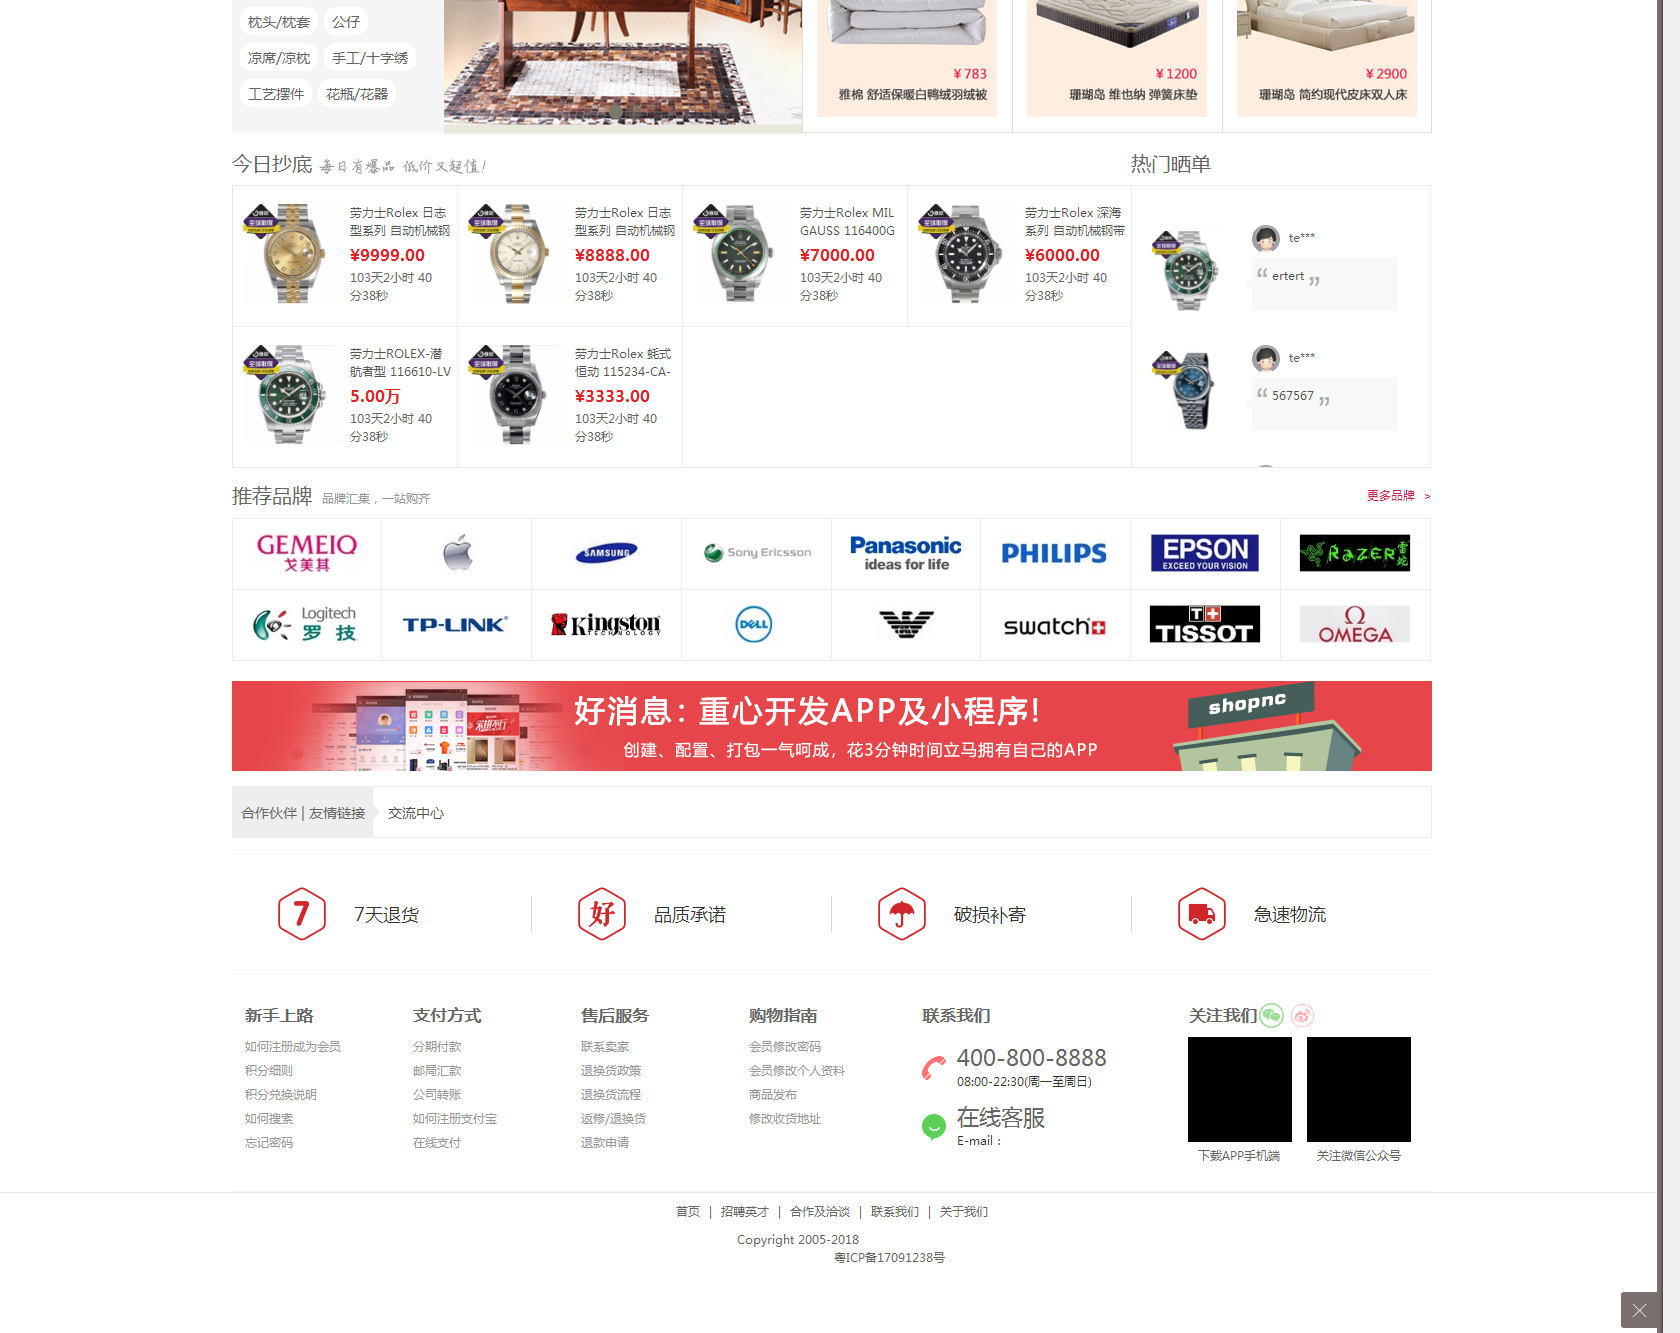 枕头/枕套 公仔
凉席/凉枕 手工/十字绣
工艺摆件 花瓶/花器
¥783
雅棉 舒适保暖白鸭绒羽绒被
¥1200
珊瑚岛 维也纳 弹簧床垫
¥2900
珊瑚岛 简约现代皮床双人床
今日抄底 每日有爆品 低价又超值!
热门晒单
劳力士Rolex 日志
型系列 自动机械钢
¥9999.00
103天2小时 40
分38秒
劳力士Rolex 日志
型系列 自动机械钢
¥8888.00
103天2小时 40
分38秒
劳力士Rolex MIL
GAUSS 116400G
¥7000.00
103天2小时 40
分38秒
劳力士Rolex 深海
系列 自动机械钢带
¥6000.00
103天2小时 40
分38秒
劳力士ROLEX-潜
航者型 116610-LV
5.00万
103天2小时 40
分38秒
劳力士Rolex 蚝式
恒动 115234-CA-
¥3333.00
103天2小时 40
分38秒
te***
“ ertert ”
te***
“ 567567 ”
推荐品牌 品牌汇集，一站购齐
更多品牌 >
GEMEIQ
戈美其
SAMSUNG
Sony Ericsson
Panasonic
ideas for life
PHILIPS
EPSON
EXCEED YOUR VISION
RAZER 雷蛇
Logitech
罗技
TP-LINK
Kingston
TECHNOLOGY
DELL
swatch
TISSOT
OMEGA
好消息：重心开发APP及小程序!
创建、配置、打包一气呵成，花3分钟时间立马拥有自己的APP
shopnc
合作伙伴 | 友情链接 交流中心
7 7天退货
好 品质承诺
破损补寄
急速物流
新手上路
如何注册成为会员
积分细则
积分兑换说明
如何搜索
忘记密码
支付方式
分期付款
邮局汇款
公司转账
如何注册支付宝
在线支付
售后服务
联系卖家
退换货政策
退换货流程
返修/退换货
退款申请
购物指南
会员修改密码
会员修改个人资料
商品发布
修改收货地址
联系我们
400-800-8888
08:00-22:30(周一至周日)
在线客服
E-mail：
关注我们
下载APP手机端
关注微信公众号
首页 | 招聘英才 | 合作及洽谈 | 联系我们 | 关于我们
Copyright 2005-2018
粤ICP备17091238号